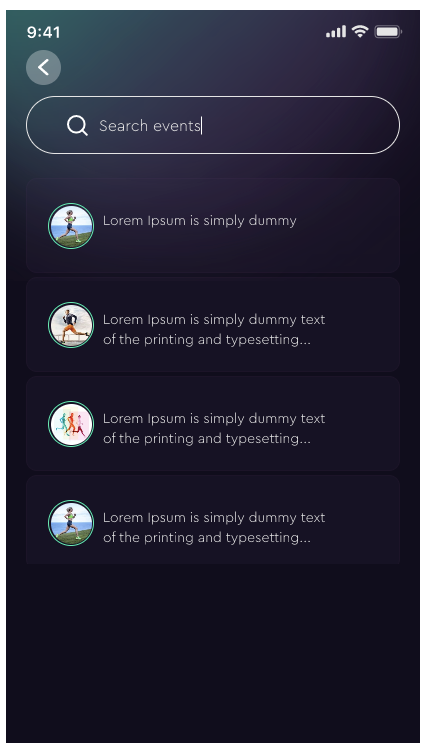 9:41
Search events
Lorem Ipsum is simply dummy
Lorem Ipsum is simply dummy text
of the printing and typesetting...
Lorem Ipsum is simply dummy text
of the printing and typesetting...
Lorem Ipsum is simply dummy text
of the printing and typesetting...